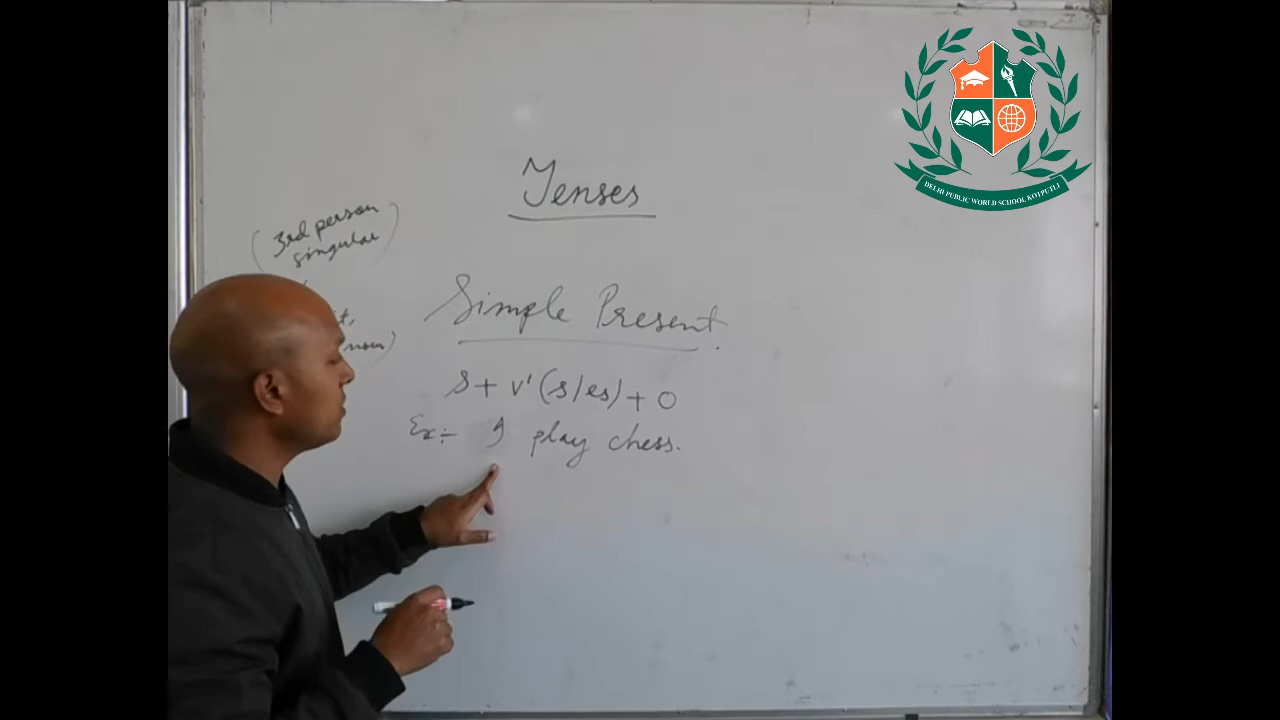 Tenses
(3rd person
singular)
Simple Present.
S + V' (s/es) + O
Ex:- I play chess.
DELHI PUBLIC WORLD SCHOOL KOTPUTLI